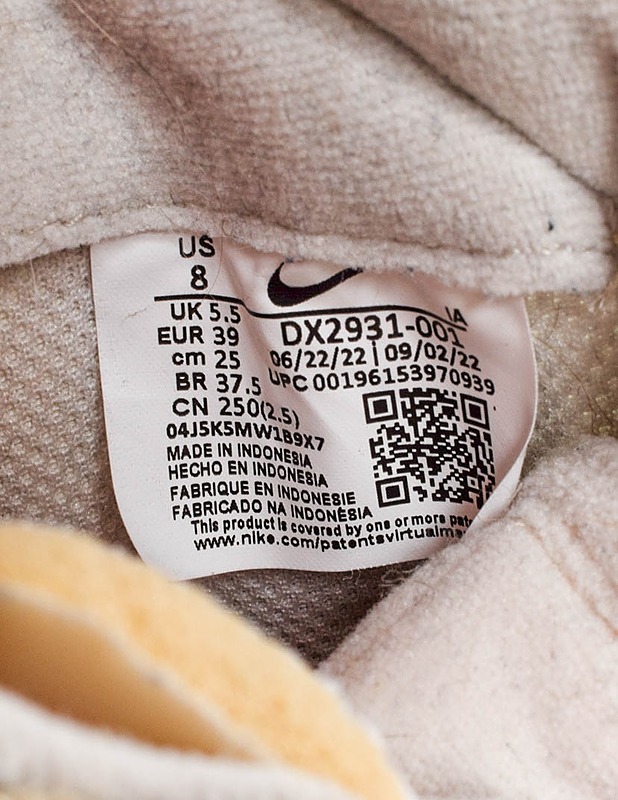 US
8
UK 5.5
EUR 39
cm 25
BR 37.5
CN 250(2.5)
IA
DX2931-001
06/22/22 | 09/02/22
UPC 00196153970939
04J5K5MW1B9X7
MADE IN INDONESIA
HECHO EN INDONESIA
FABRIQUE EN INDONESIE
FABRICADO NA INDONÉSIA
This product is covered by one or more
www.nike.com/patentsvirtualm